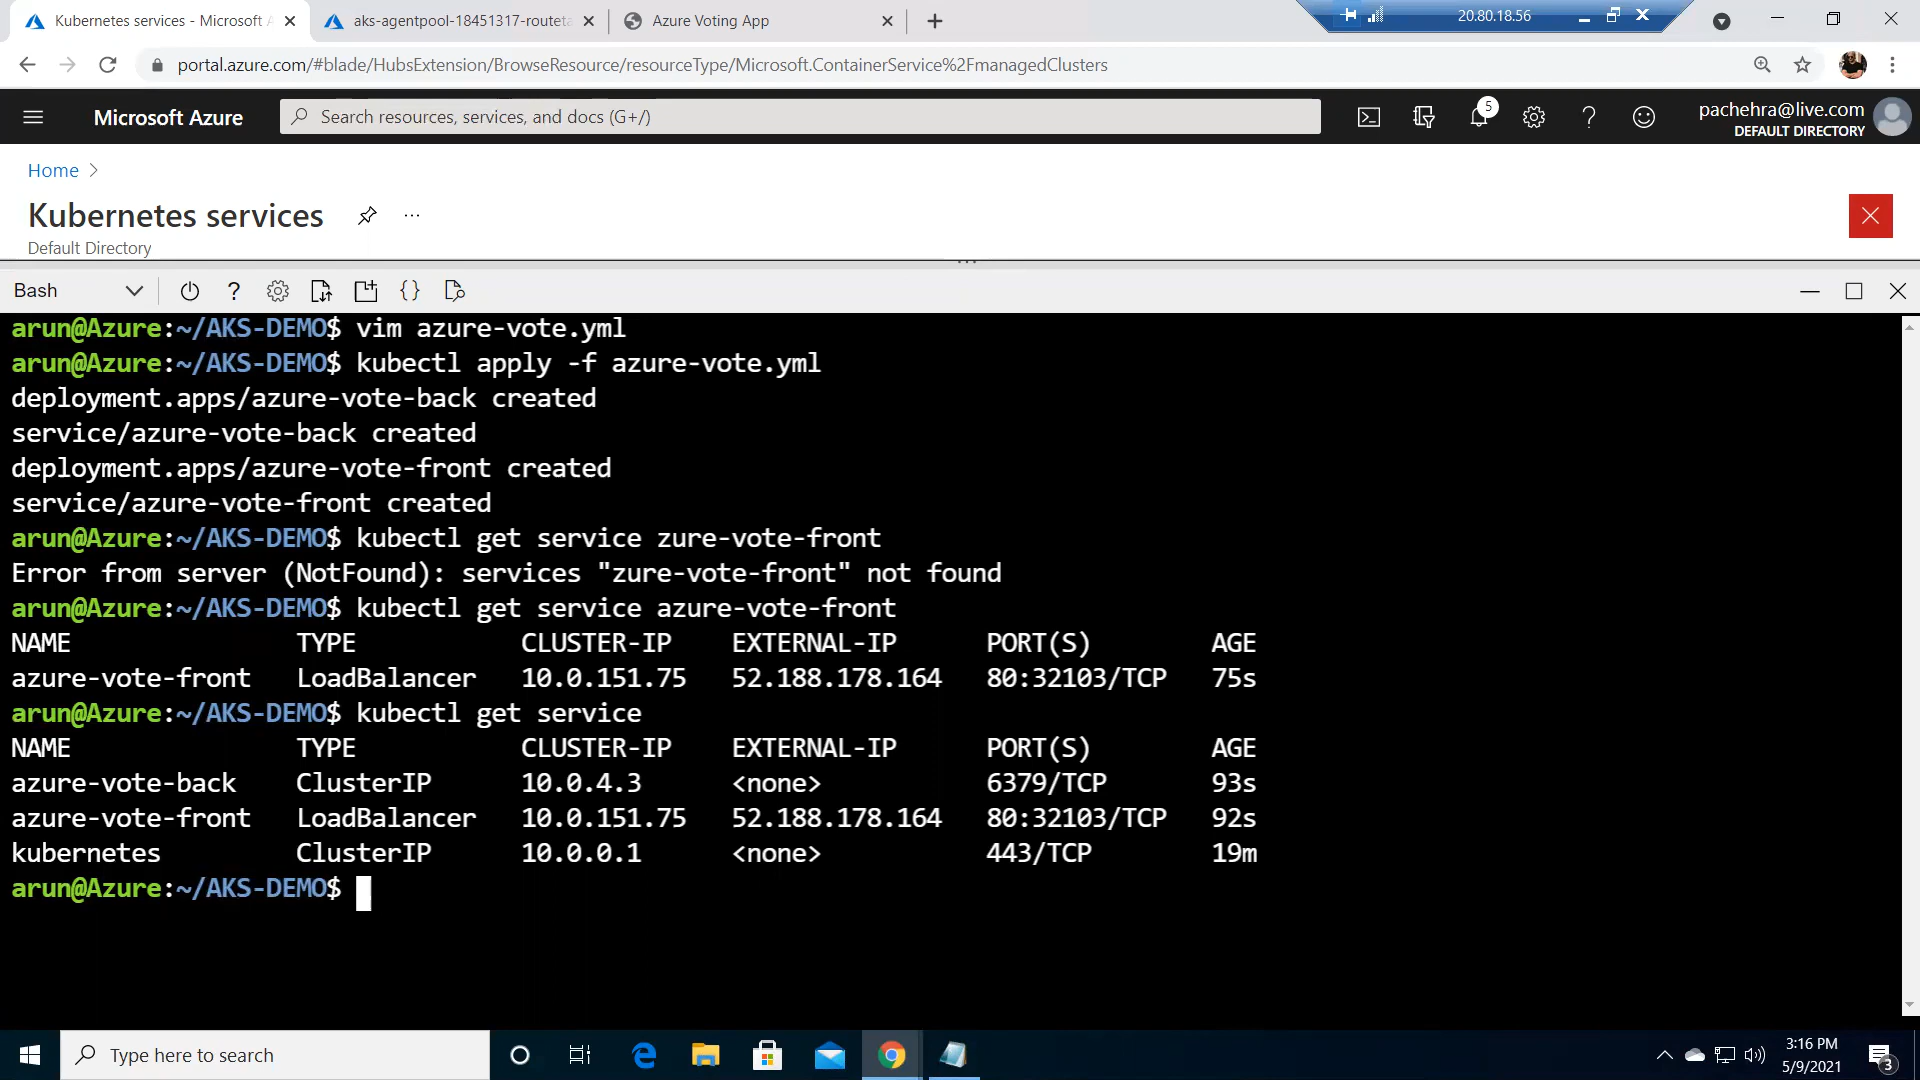 Kubernetes services - Microsoft A
aks-agentpool-18451317-routeta
Azure Voting App
20.80.18.56
portal.azure.com/#blade/HubsExtension/BrowseResource/resourceType/Microsoft.ContainerService%2FmanagedClusters
Microsoft Azure
Search resources, services, and docs (G+/)
5
pachehra@live.com
DEFAULT DIRECTORY
Home >
Kubernetes services
Default Directory
Bash
arun@Azure:~/AKS-DEMO$ vim azure-vote.yml
arun@Azure:~/AKS-DEMO$ kubectl apply -f azure-vote.yml
deployment.apps/azure-vote-back created
service/azure-vote-back created
deployment.apps/azure-vote-front created
service/azure-vote-front created
arun@Azure:~/AKS-DEMO$ kubectl get service zure-vote-front
Error from server (NotFound): services "zure-vote-front" not found
arun@Azure:~/AKS-DEMO$ kubectl get service azure-vote-front
NAME TYPE CLUSTER-IP EXTERNAL-IP PORT(S) AGE
azure-vote-front LoadBalancer 10.0.151.75 52.188.178.164 80:32103/TCP 75s
arun@Azure:~/AKS-DEMO$ kubectl get service
NAME TYPE CLUSTER-IP EXTERNAL-IP PORT(S) AGE
azure-vote-back ClusterIP 10.0.4.3 <none> 6379/TCP 93s
azure-vote-front LoadBalancer 10.0.151.75 52.188.178.164 80:32103/TCP 92s
kubernetes ClusterIP 10.0.0.1 <none> 443/TCP 19m
arun@Azure:~/AKS-DEMO$
Type here to search
3:16 PM
5/9/2021
3